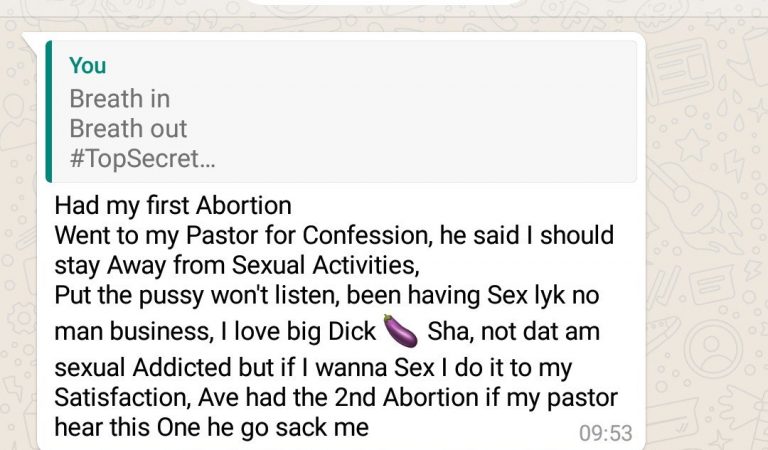 You
Breath in
Breath out
#TopSecret...
Had my first Abortion
Went to my Pastor for Confession, he said I should
stay Away from Sexual Activities,
Put the pussy won't listen, been having Sex lyk no
man business, I love big Dick 🍆 Sha, not dat am
sexual Addicted but if I wanna Sex I do it to my
Satisfaction, Ave had the 2nd Abortion if my pastor
hear this One he go sack me
09:53